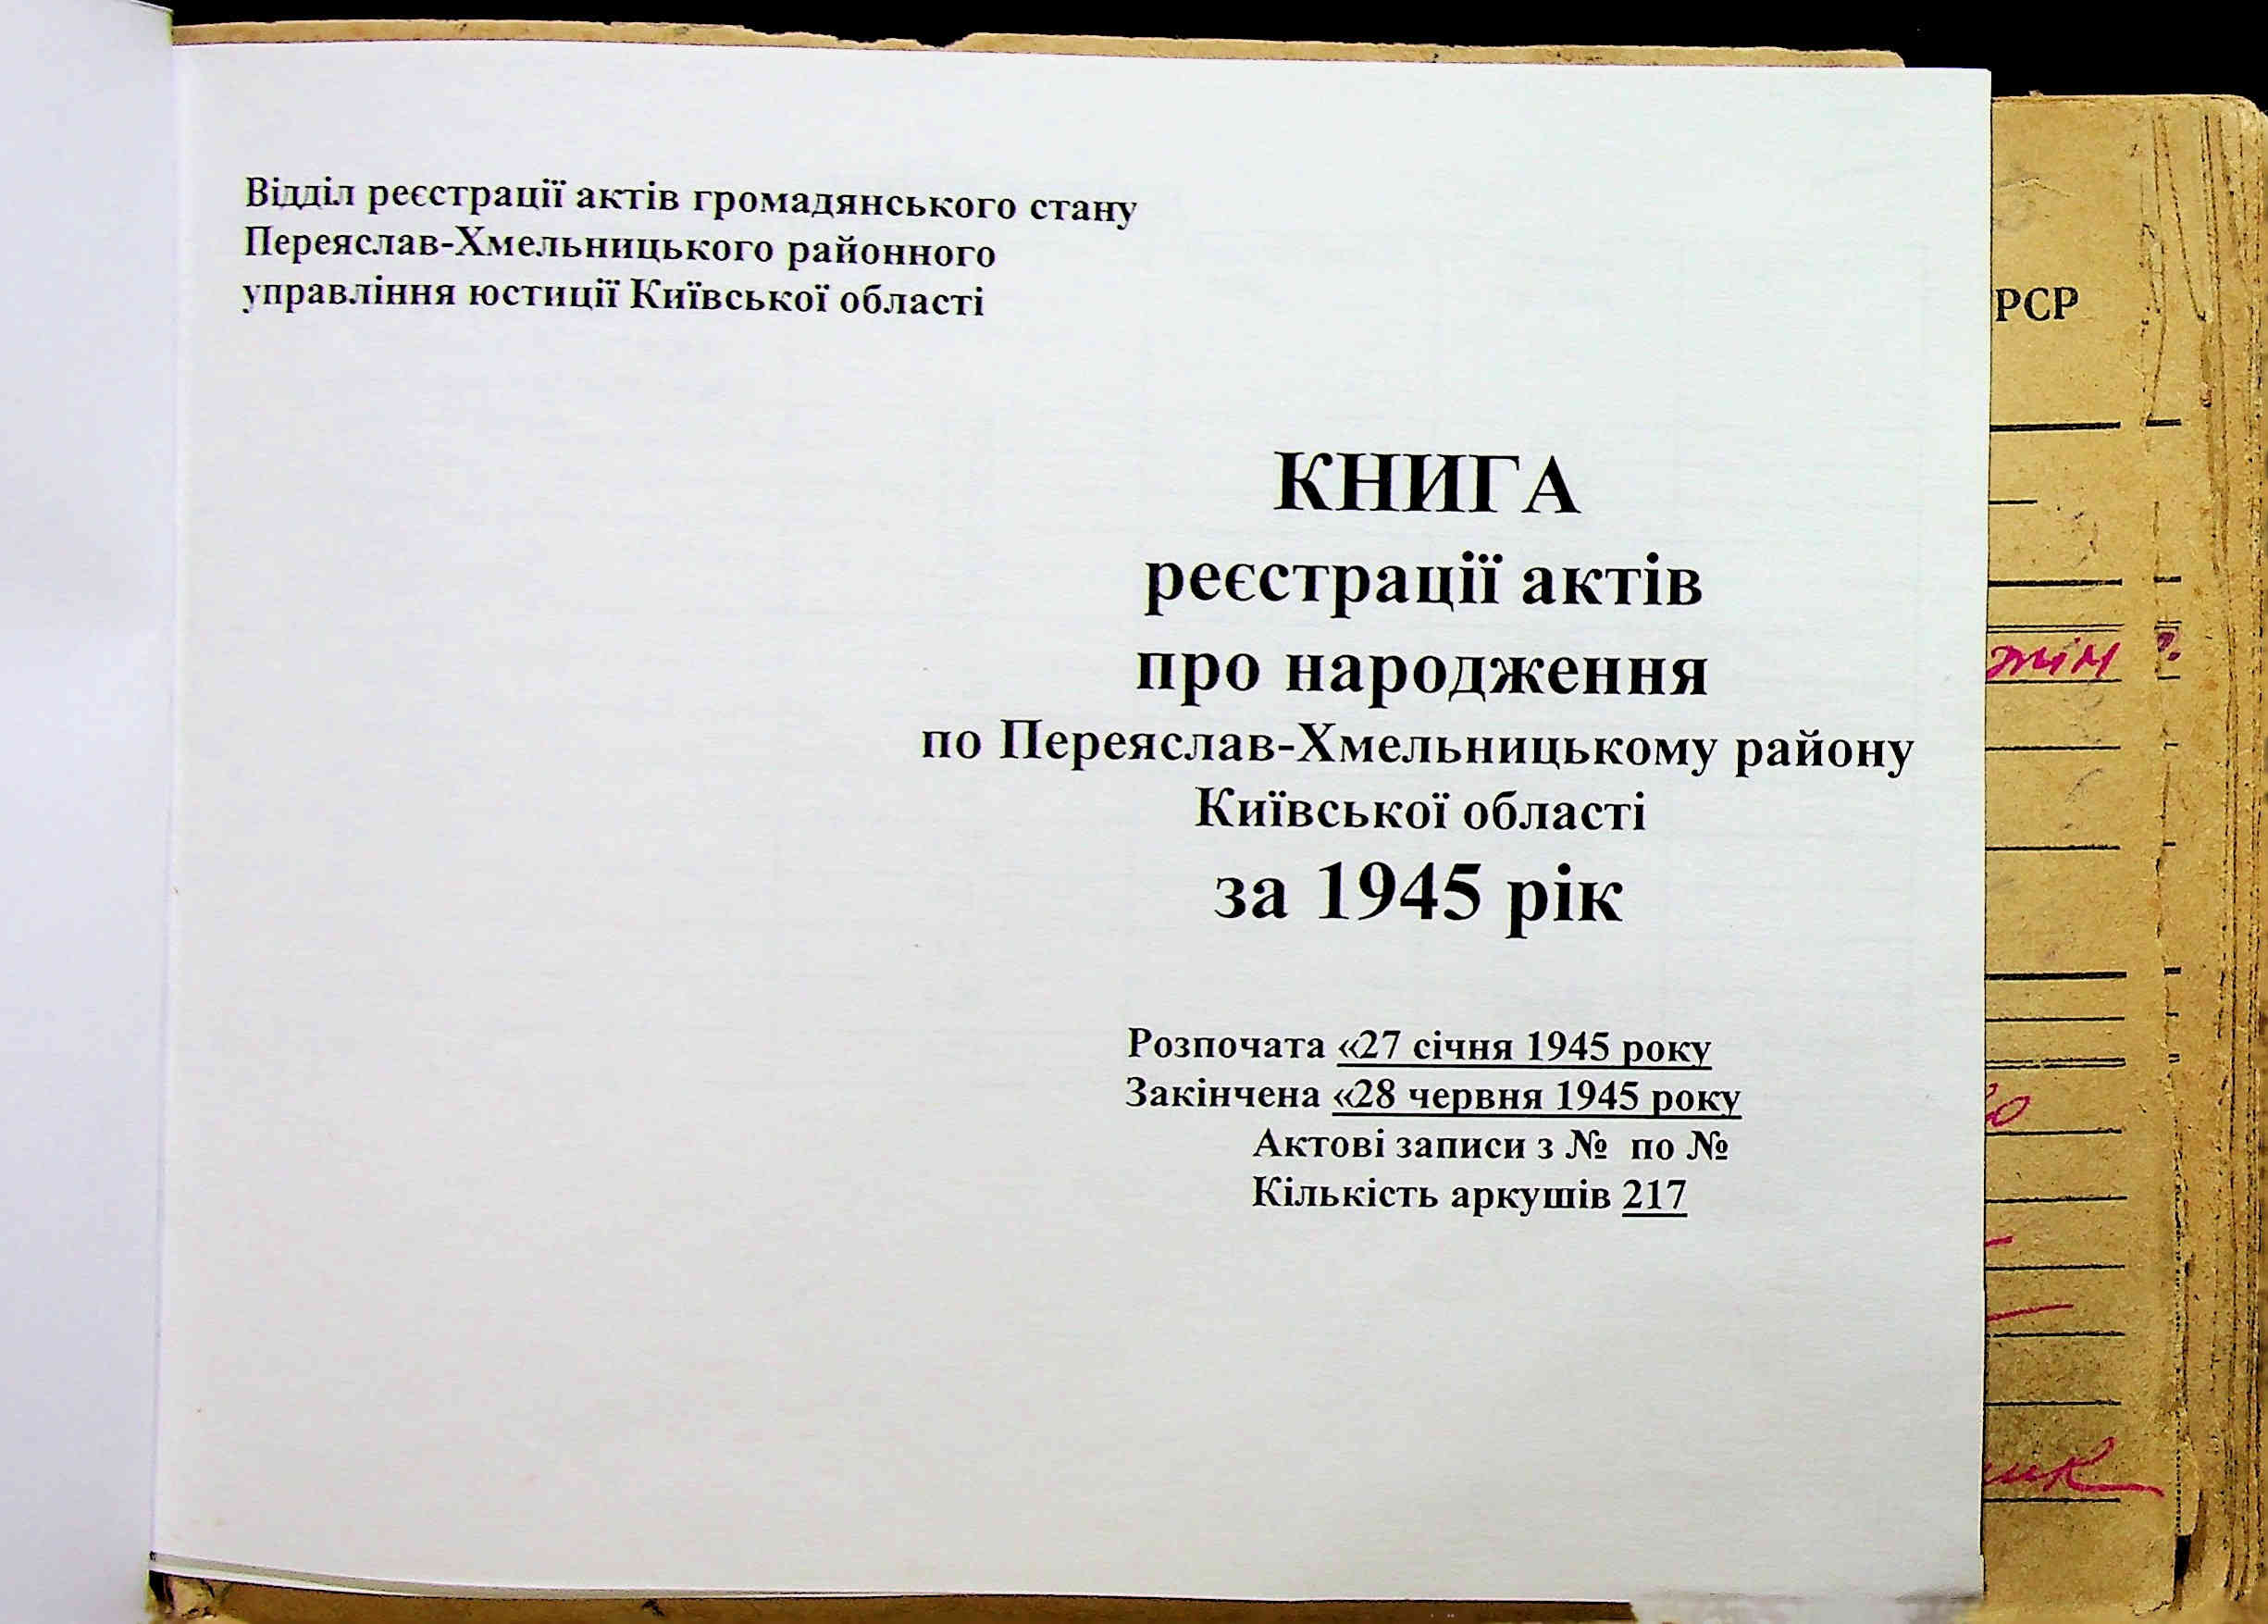 Відділ реєстрації актів громадянського стану
Переяслав-Хмельницького районного
управління юстиції Київської області
КНИГА
реєстрації актів
про народження
по Переяслав-Хмельницькому району
Київської області
за 1945 рік
Розпочата «27 січня 1945 року
Закінчена «28 червня 1945 року
Актові записи з № по №
Кількість аркушів 217
РСР